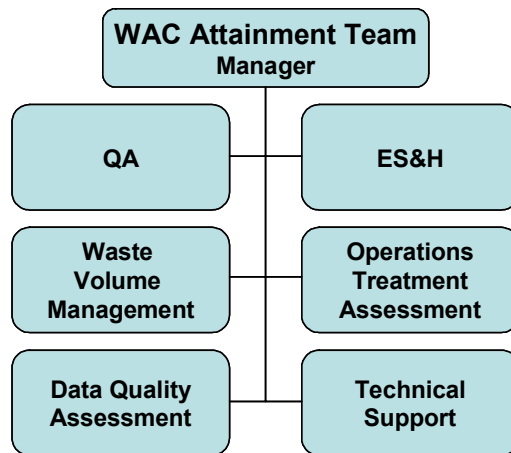 WAC Attainment Team
Manager
QA
ES&H
Waste
Volume
Management
Operations
Treatment
Assessment
Data Quality
Assessment
Technical
Support